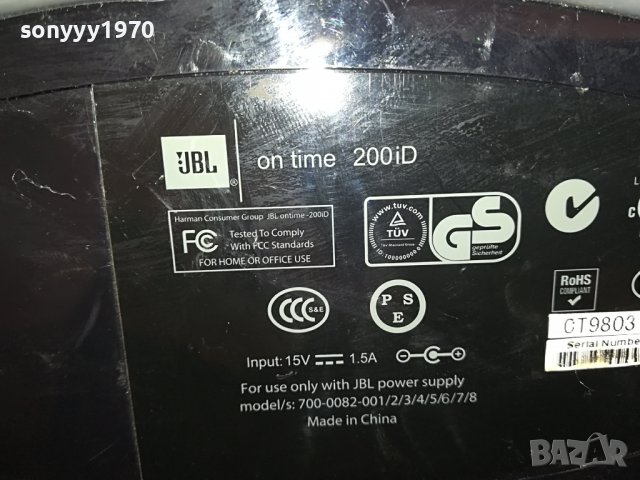 sonyyy1970
JBL
on time 200iD
Harman Consumer Group JBL ontime -200iD
FC Tested To Comply
With FCC Standards
FOR HOME OR OFFICE USE
www.tuv.com
TÜV
GS
geprüfte
Sicherheit
CCC S&E
P S
E
RoHS
COMPLIANT
CT9803
Serial Numbe
Input: 15V 1.5A
For use only with JBL power supply
model/s: 700-0082-001/2/3/4/5/6/7/8
Made in China
BAZAR